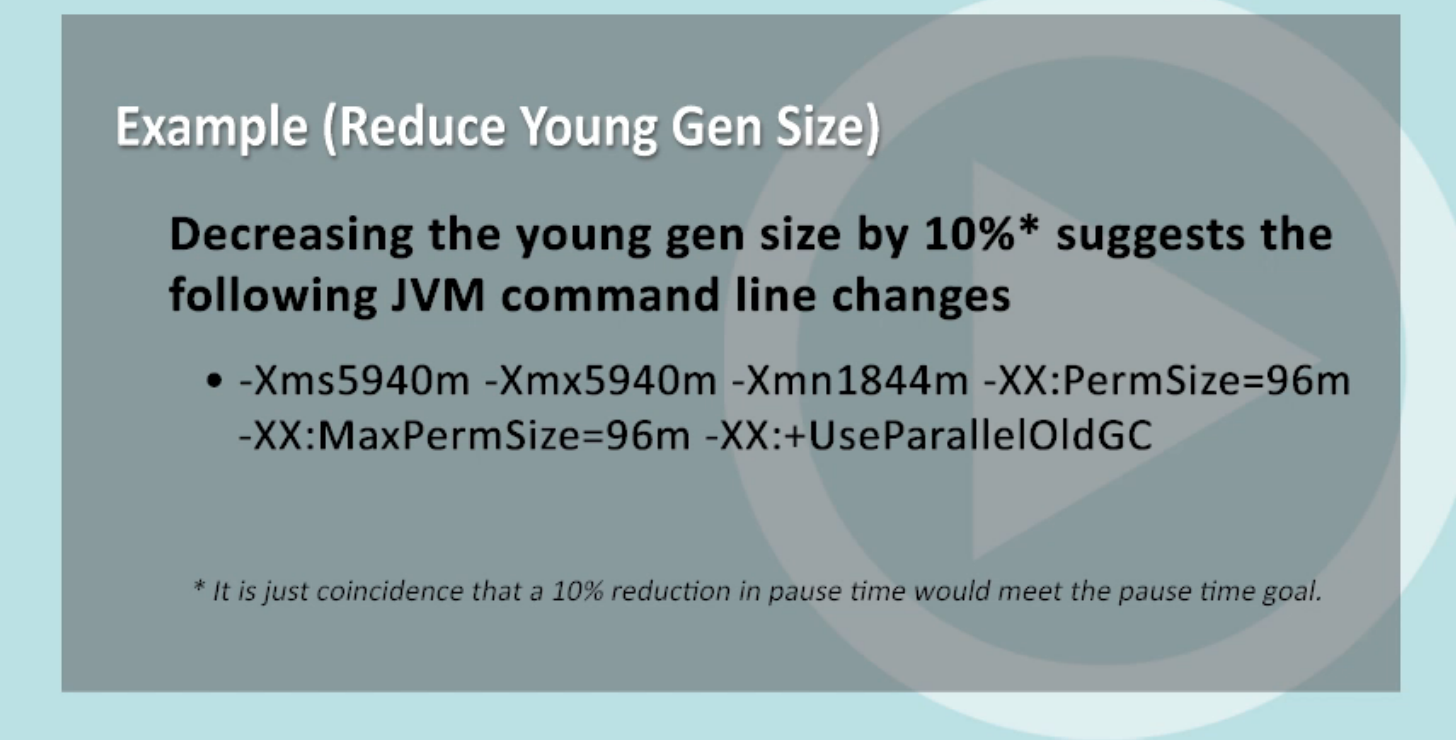 Example (Reduce Young Gen Size)
Decreasing the young gen size by 10%* suggests the
following JVM command line changes
• -Xms5940m -Xmx5940m -Xmn1844m -XX:PermSize=96m
-XX:MaxPermSize=96m -XX:+UseParallelOldGC
* It is just coincidence that a 10% reduction in pause time would meet the pause time goal.